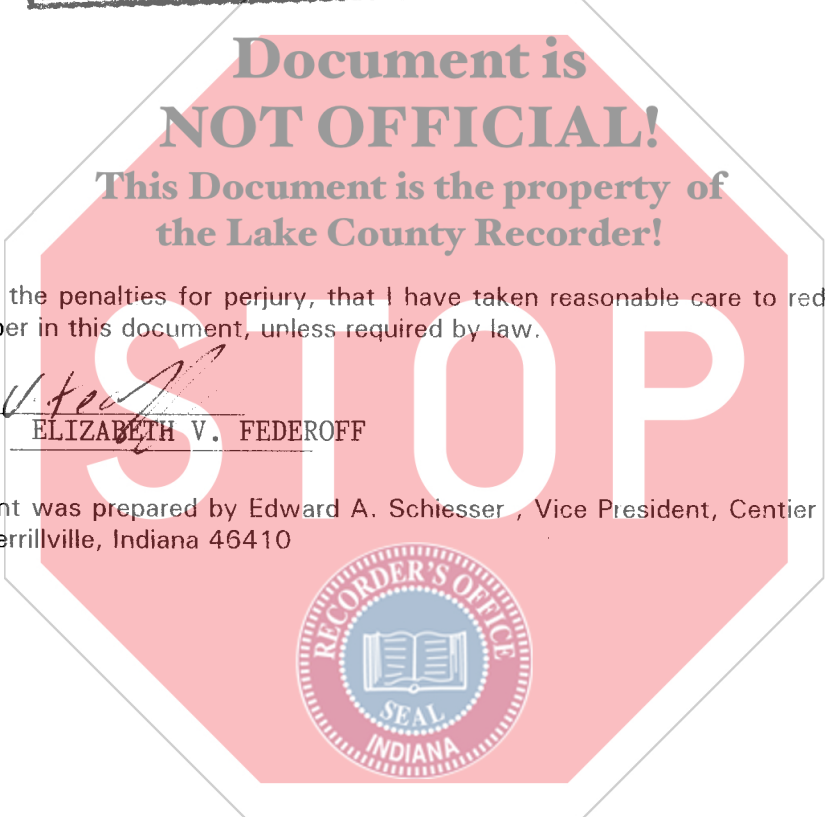 Document is
NOT OFFICIAL!
This Document is the property of
the Lake County Recorder!
the penalties for perjury, that I have taken reasonable care to red
er in this document, unless required by law.
STOP
ELIZABETH V. FEDEROFF
nt was prepared by Edward A. Schiesser , Vice President, Centier
errillville, Indiana 46410
RECORDER'S OFFICE
SEAL
INDIANA